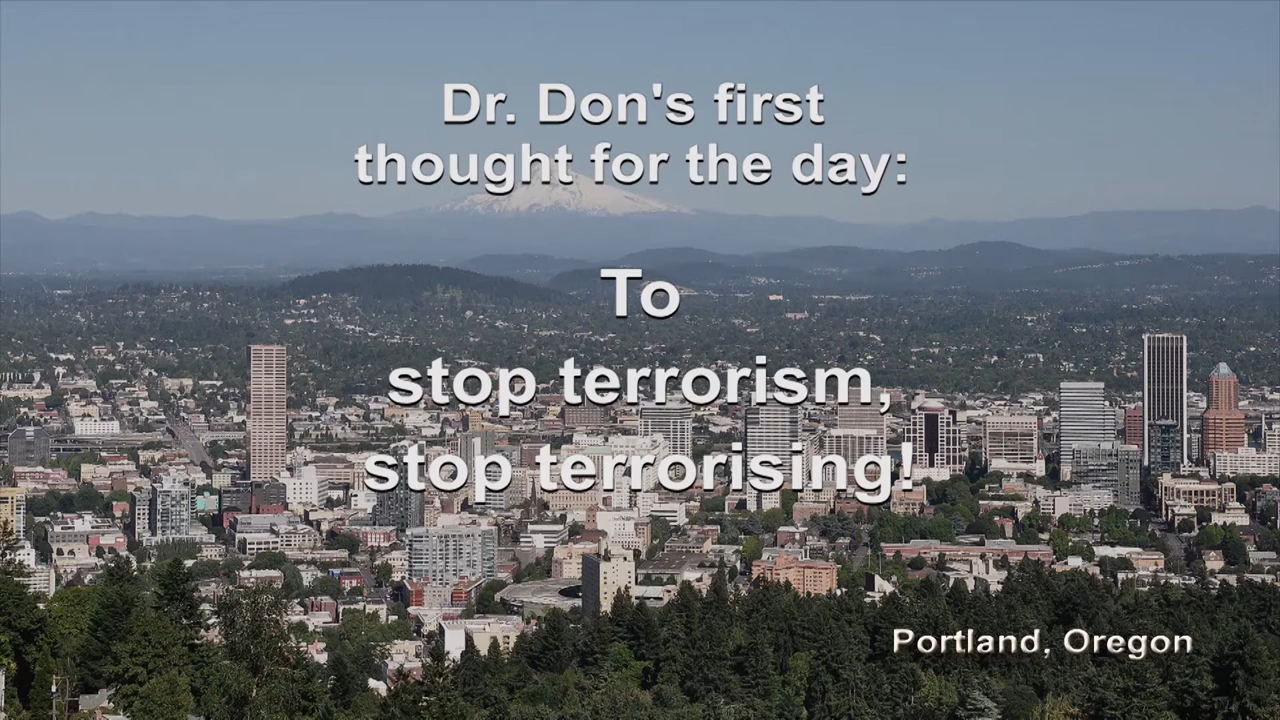 Dr. Don's first
thought for the day:
To
stop terrorism,
stop terrorising!
Portland, Oregon